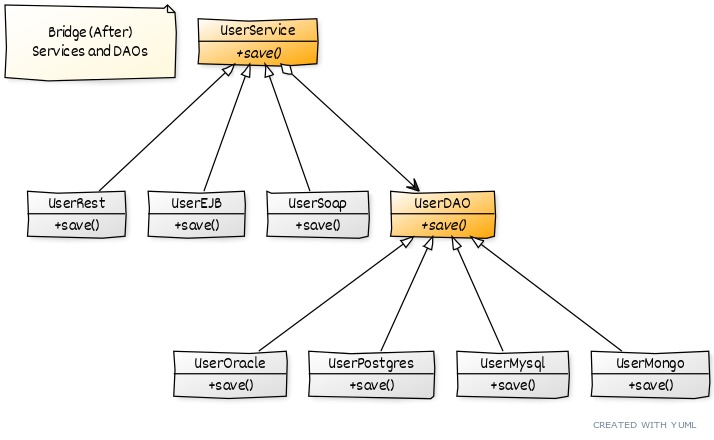 Bridge (After)
Services and DAOs
UserService
+save()
UserRest
+save()
UserEJB
+save()
UserSoap
+save()
UserDAO
+save()
UserOracle
+save()
UserPostgres
+save()
UserMysql
+save()
UserMongo
+save()
CREATED WITH YUML